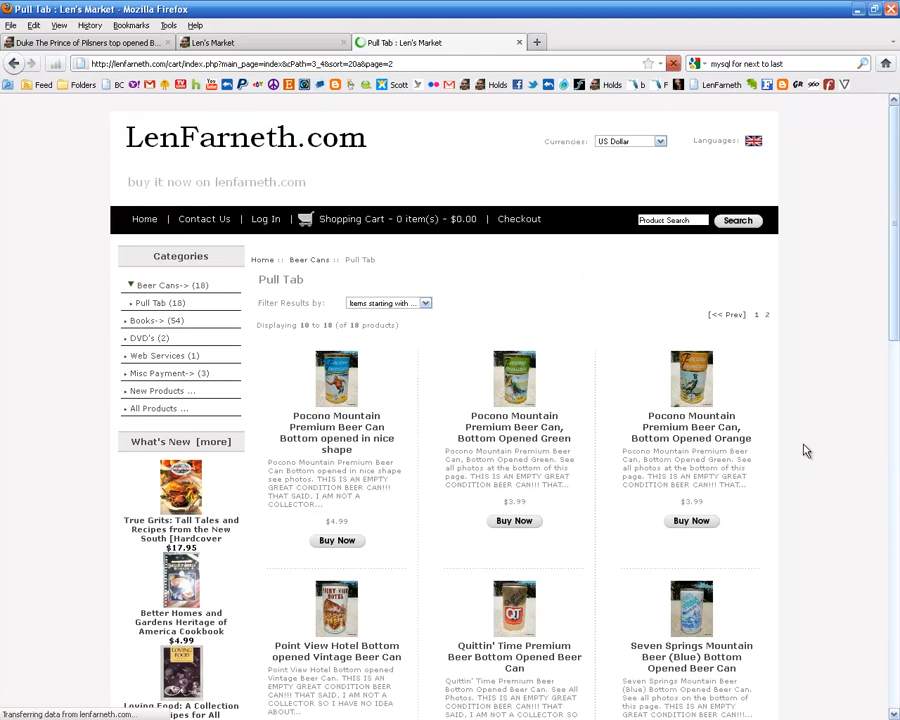 Pull Tab : Len's Market - Mozilla Firefox
File Edit View History Bookmarks Tools Help
Duke The Prince of Pilsners top opened B... Len's Market Pull Tab : Len's Market
http://lenfarneth.com/cart/index.php?main_page=index&cPath=3_4&sort=20a&page=2 mysql for next to last
Feed Folders BC Y! Scott Holds Holds b F LenFarneth GR
LenFarneth.com
Currencies: US Dollar Languages:
buy it now on lenfarneth.com
Home | Contact Us | Log In | Shopping Cart - 0 item(s) - $0.00 | Checkout Product Search Search
Categories
Beer Cans-> (18)
Pull Tab (18)
Books-> (54)
DVD's (2)
Web Services (1)
Misc Payment-> (3)
New Products ...
All Products ...
What's New [more]
True Grits: Tall Tales and
Recipes from the New
South [Hardcover
$17.95
Better Homes and
Gardens Heritage of
America Cookbook
$4.99
LOVING FOOD
Loving Food: A Collection
Recipes for All
Home :: Beer Cans :: Pull Tab
Pull Tab
Filter Results by: Items starting with ...
[<< Prev] 1 2
Displaying 10 to 18 (of 18 products)
Pocono Mountain
Premium Beer Can
Bottom opened in nice
shape
Pocono Mountain Premium Beer
Can Bottom opened in nice shape
see photos. THIS IS AN EMPTY
GREAT CONDITION BEER CAN!!!
THAT SAID, I AM NOT A
COLLECTOR...
$4.99
Buy Now
Pocono Mountain
Premium Beer Can,
Bottom Opened Green
Pocono Mountain Premium Beer
Can, Bottom Opened Green. See
all photos at the bottom of this
page. THIS IS AN EMPTY GREAT
CONDITION BEER CAN!!! THAT...
$3.99
Buy Now
Pocono Mountain
Premium Beer Can,
Bottom Opened Orange
Pocono Mountain Premium Beer
Can, Bottom Opened Green. See
all photos at the bottom of this
page. THIS IS AN EMPTY GREAT
CONDITION BEER CAN!!! THAT...
$3.99
Buy Now
POINT VIEW HOTEL
Point View Hotel Bottom
opened Vintage Beer Can
Point View Hotel Bottom opened
Vintage Beer Can. THIS IS AN
EMPTY GREAT CONDITION BEER
CAN!!! THAT SAID, I AM NOT A
COLLECTOR SO I HAVE NO IDEA
ABOUT...
QT
Quittin' Time Premium
Beer Bottom Opened Beer
Can
Quittin' Time Premium Beer
Bottom Opened Beer Can. See All
Photos. THIS IS AN EMPTY GREAT
CONDITION BEER CAN!!! THAT
SAID, I AM NOT A COLLECTOR SO
Seven Springs Mountain
Beer (Blue) Bottom
Opened Beer Can
Seven Springs Mountain Beer
(Blue) Bottom Opened Beer Can.
See all photos on the bottom of
this page. THIS IS AN EMPTY
GREAT CONDITION BEER CAN!!!
THAT SAID, I AM NOT A
Transferring data from lenfarneth.com...